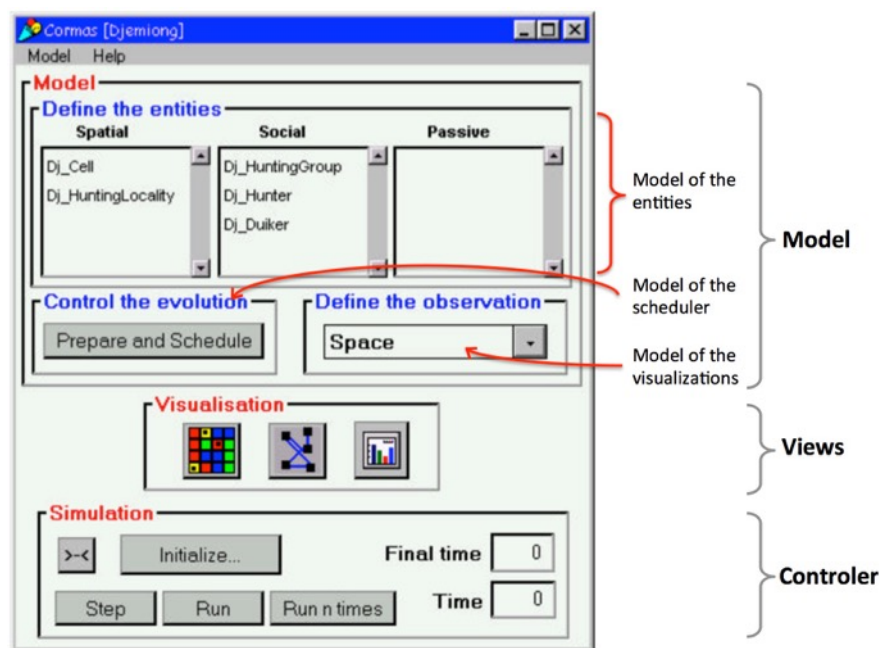 Cormas [Djemiong]
Model Help
Model
Define the entities
Spatial Social Passive
Dj_Cell
Dj_HuntingLocality
Dj_HuntingGroup
Dj_Hunter
Dj_Duiker
Control the evolution
Prepare and Schedule
Define the observation
Space
Visualisation
Simulation
>-<
Initialize...
Final time 0
Step Run Run n times
Time 0
Model of the
entities
Model of the
scheduler
Model of the
visualizations
Model
Views
Controler